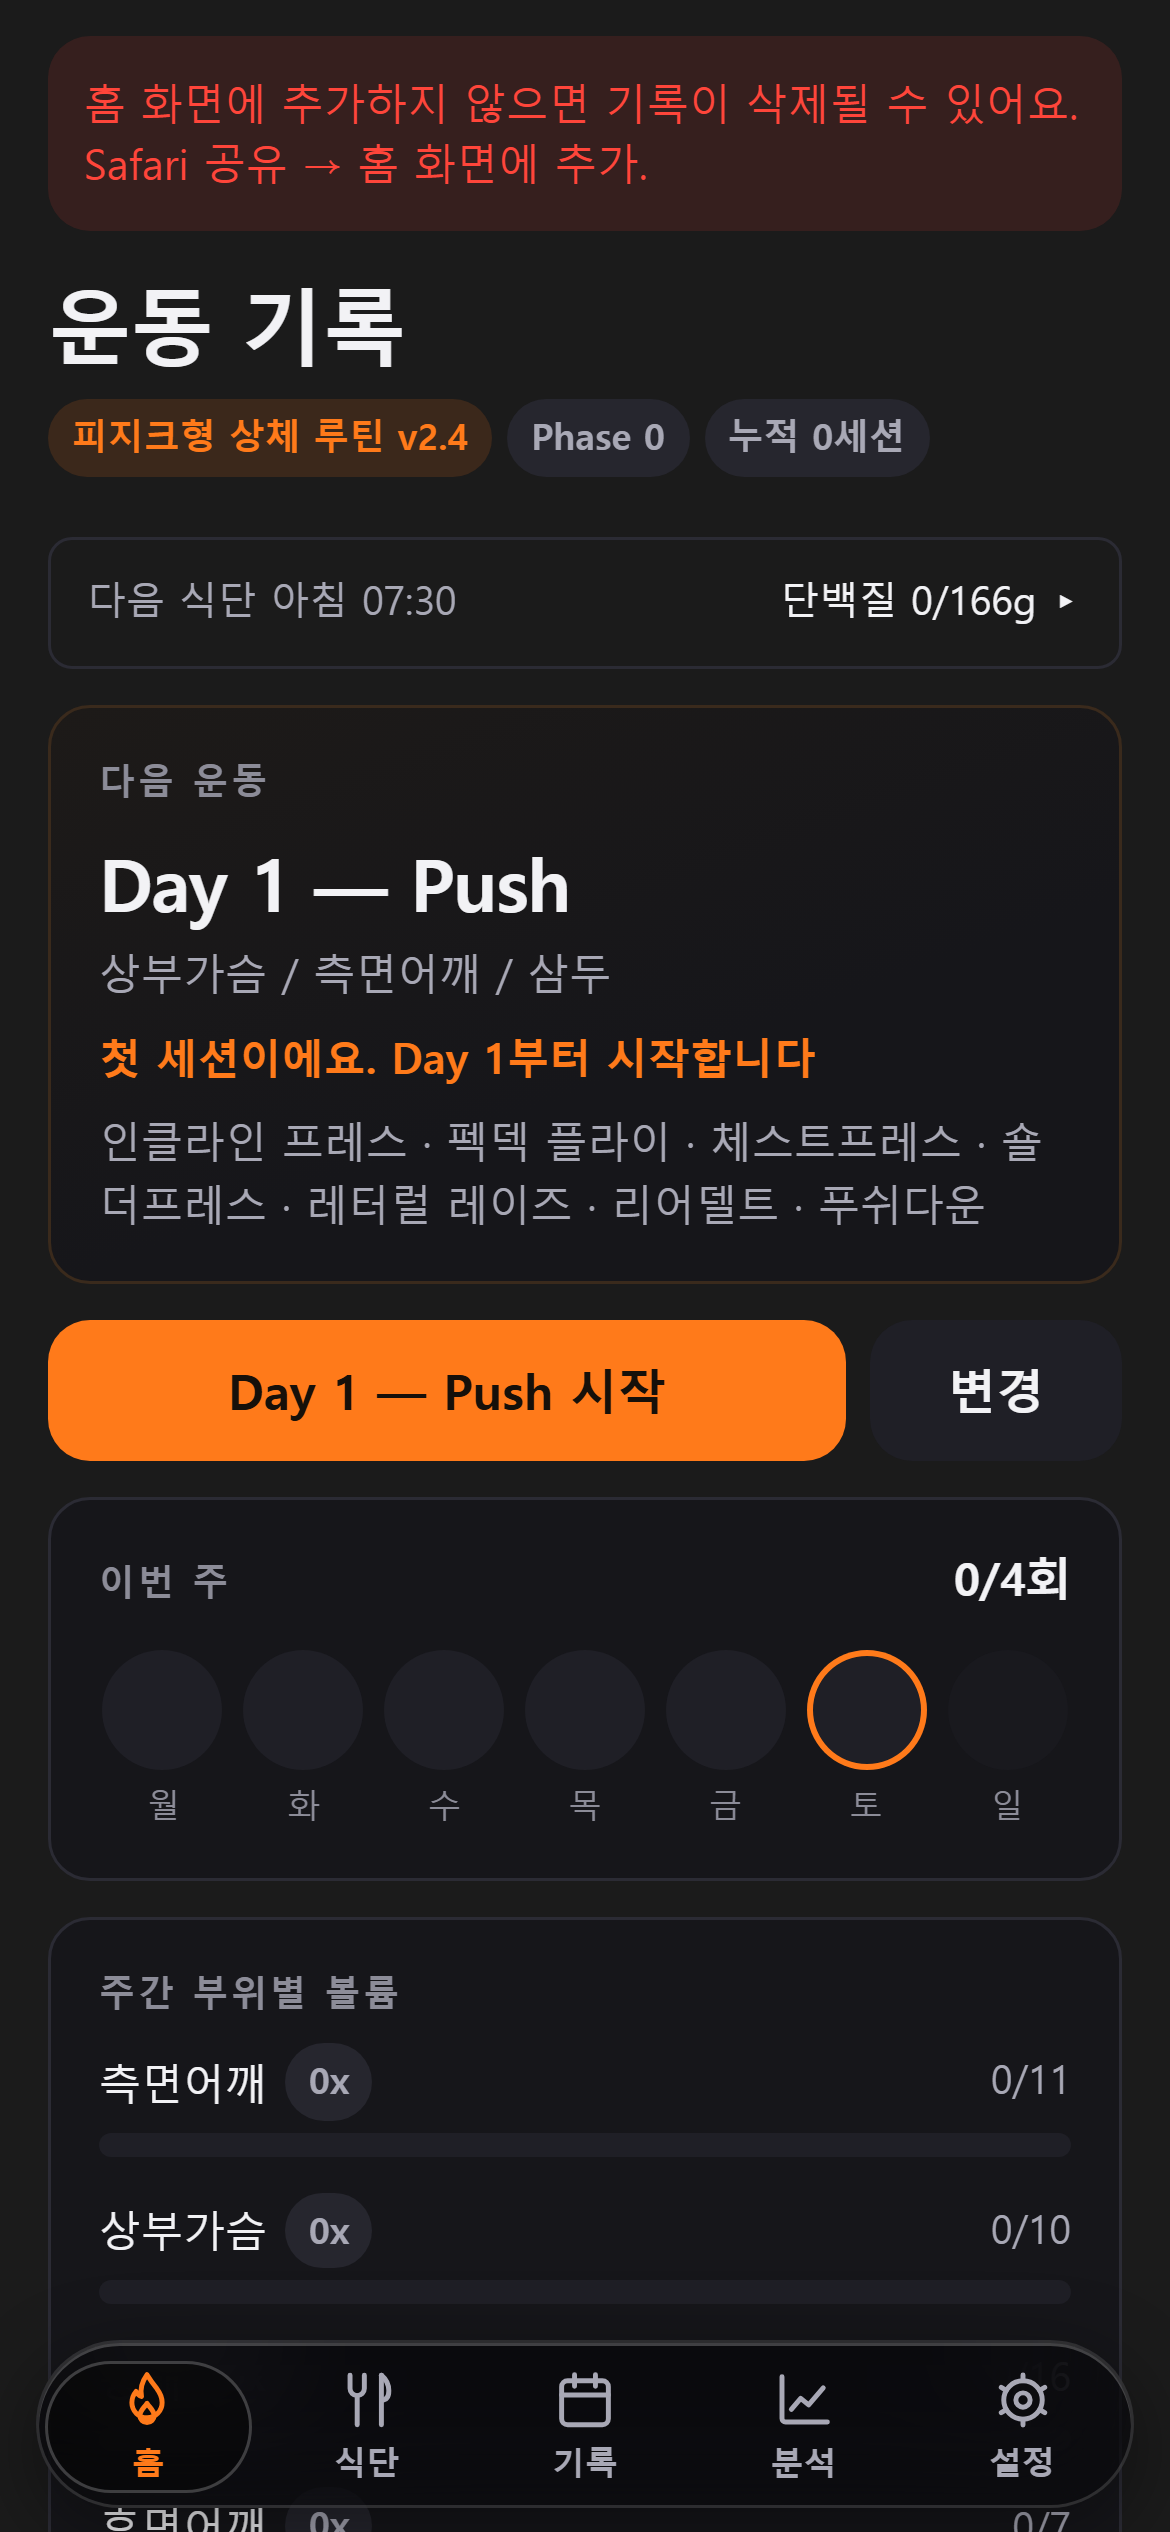 홈 화면에 추가하지 않으면 기록이 삭제될 수 있어요.
Safari 공유 → 홈 화면에 추가.
운동 기록
피지크형 상체 루틴 v2.4
Phase 0
누적 0세션
다음 식단 아침 07:30
단백질 0/166g ▸
다음 운동
Day 1 — Push
상부가슴 / 측면어깨 / 삼두
첫 세션이에요. Day 1부터 시작합니다
인클라인 프레스 · 펙덱 플라이 · 체스트프레스 · 숄
더프레스 · 레터럴 레이즈 · 리어델트 · 푸쉬다운
Day 1 — Push 시작
변경
이번 주
0/4회
월 화 수 목 금 토 일
주간 부위별 볼륨
측면어깨 0x 0/11
상부가슴 0x 0/10
홈
식단
기록
분석
설정
후면어깨 0x 0/7